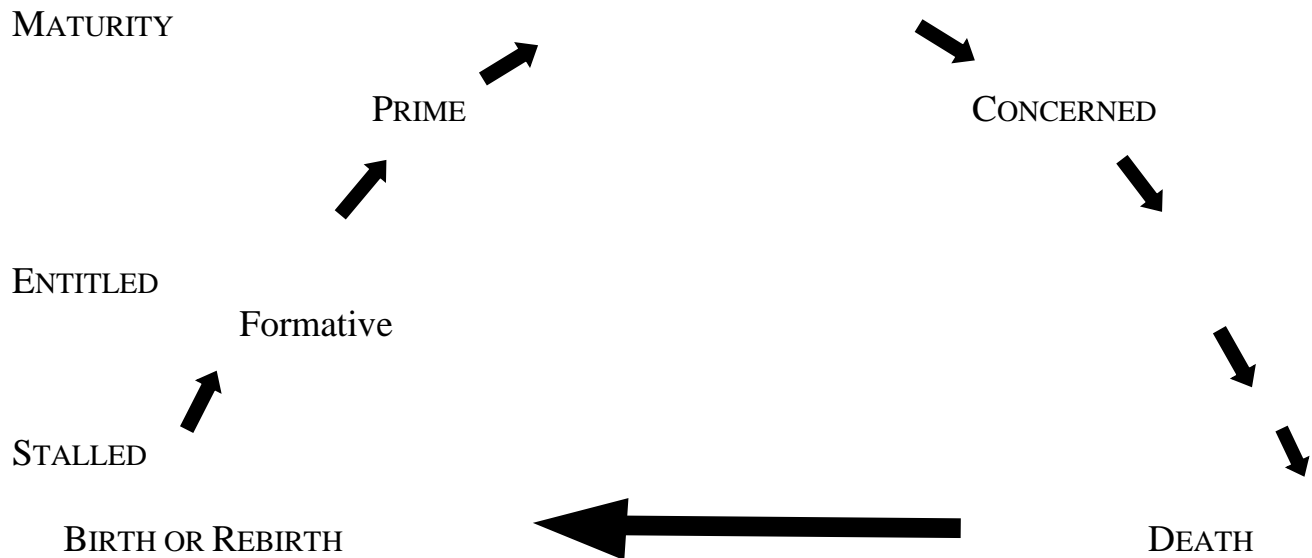 MATURITY
PRIME
CONCERNED
ENTITLED
Formative
STALLED
BIRTH OR REBIRTH
DEATH